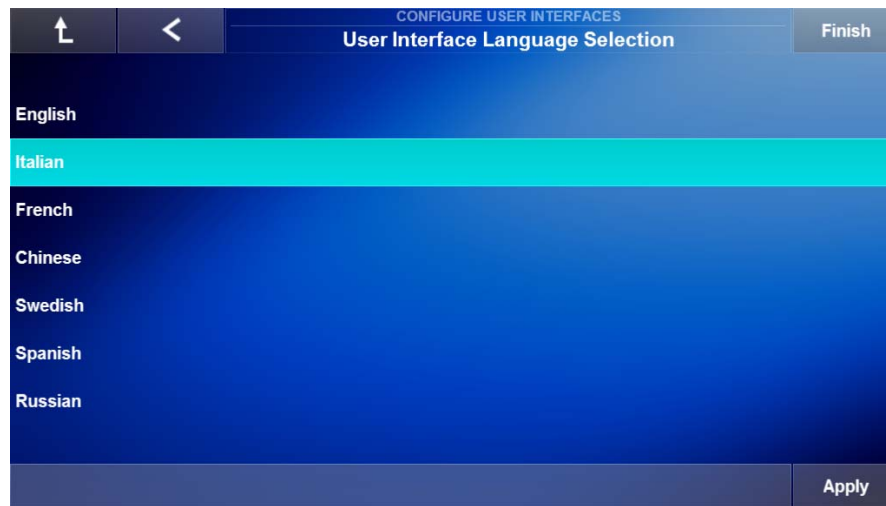 CONFIGURE USER INTERFACES
User Interface Language Selection
Finish
English
Italian
French
Chinese
Swedish
Spanish
Russian
Apply